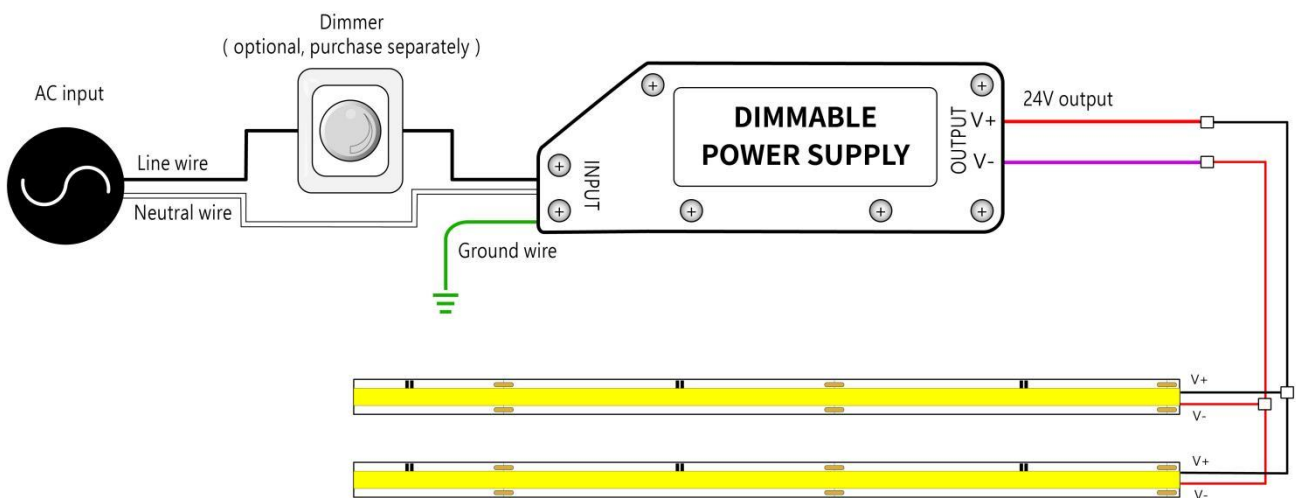 Dimmer
( optional, purchase separately )
AC input
Line wire
Neutral wire
Ground wire
INPUT
DIMMABLE
POWER SUPPLY
OUTPUT
V+
V-
24V output
V+
V-
V+
V-